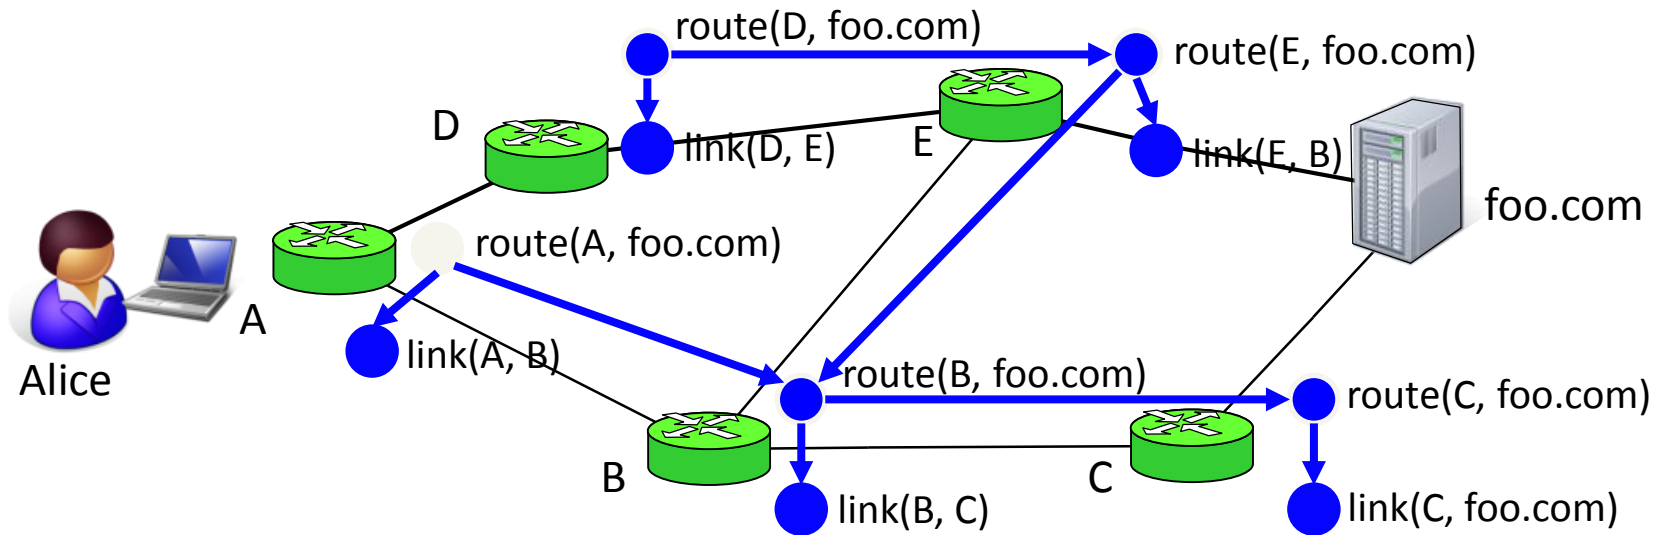 route(D, foo.com)
route(E, foo.com)
D
link(D, E)
E
link(E, B)
foo.com
route(A, foo.com)
A
link(A, B)
Alice
route(B, foo.com)
route(C, foo.com)
B
C
link(B, C)
link(C, foo.com)